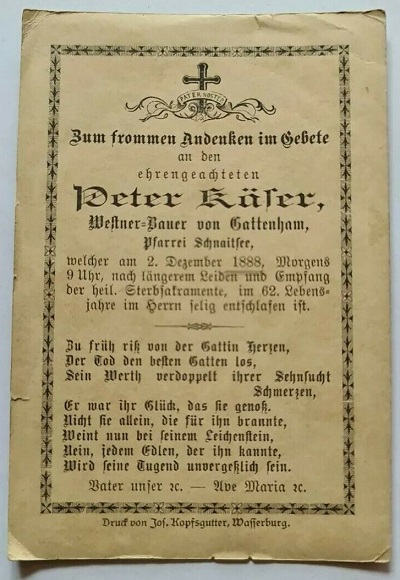 PATER NOSTER
Zum frommen Andenken im Gebete
an den
ehrengeachteten
Peter Käser,
Westner-Bauer von Gattenham,
Pfarrei Schnaitsee,
welcher am 2. Dezember 1888, Morgens
9 Uhr, nach längerem Leiden und Empfang
der heil. Sterbsakramente, im 62. Lebens-
jahre im Herrn selig entschlafen ist.
Zu früh riß von der Gattin Herzen,
Der Tod den besten Gatten los,
Sein Werth verdoppelt ihrer Sehnsucht
Schmerzen,
Er war ihr Glück, das sie genoß.
Nicht sie allein, die für ihn brannte,
Weint nun bei seinem Leichenstein,
Nein, jedem Edlen, der ihn kannte,
Wird seine Tugend unvergeßlich sein.
Vater unser ꝛc. — Ave Maria ꝛc.
Druck von Jos. Kopfsgutter, Wasserburg.